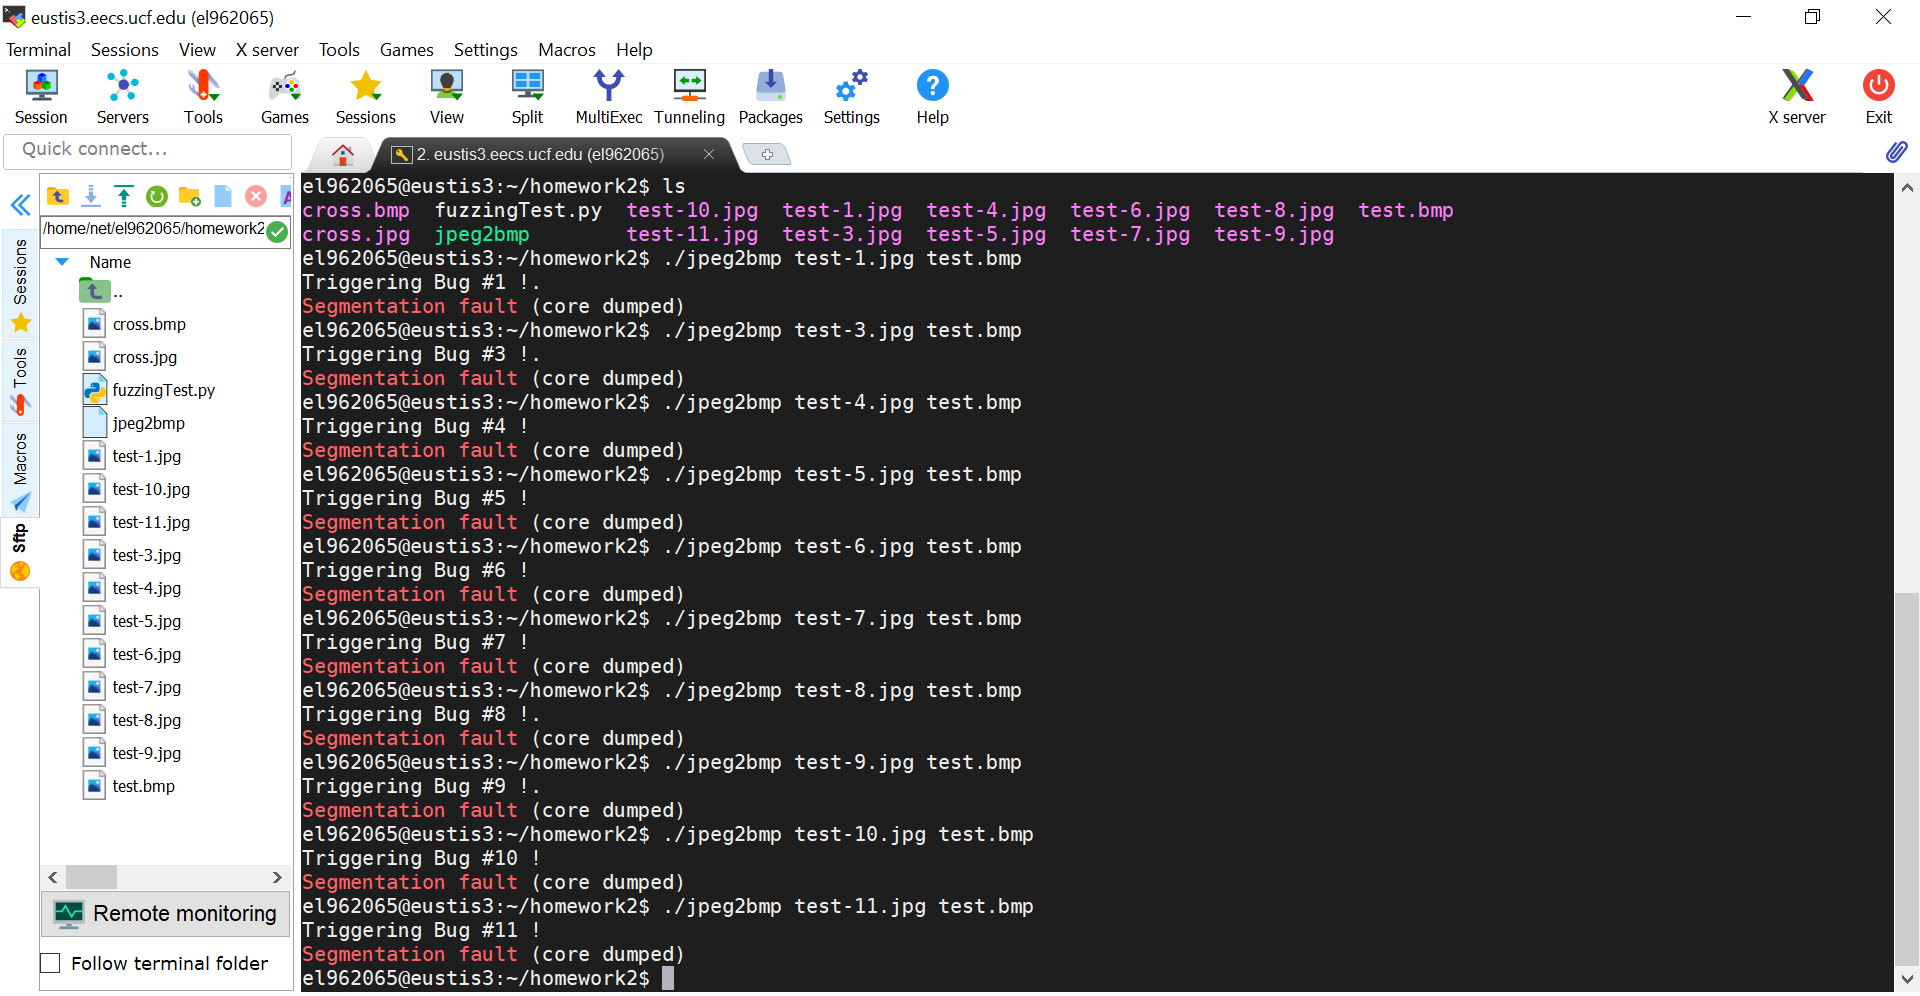 eustis3.eecs.ucf.edu (el962065)
Terminal Sessions View X server Tools Games Settings Macros Help
Session Servers Tools Games Sessions View Split MultiExec Tunneling Packages Settings Help X server Exit
Quick connect...
2. eustis3.eecs.ucf.edu (el962065)
/home/net/el962065/homework2
Name
..
cross.bmp
cross.jpg
fuzzingTest.py
jpeg2bmp
test-1.jpg
test-10.jpg
test-11.jpg
test-3.jpg
test-4.jpg
test-5.jpg
test-6.jpg
test-7.jpg
test-8.jpg
test-9.jpg
test.bmp
Sessions
Tools
Macros
Sftp
Remote monitoring
Follow terminal folder
el962065@eustis3:~/homework2$ ls
cross.bmp fuzzingTest.py test-10.jpg test-1.jpg test-4.jpg test-6.jpg test-8.jpg test.bmp
cross.jpg jpeg2bmp test-11.jpg test-3.jpg test-5.jpg test-7.jpg test-9.jpg
el962065@eustis3:~/homework2$ ./jpeg2bmp test-1.jpg test.bmp
Triggering Bug #1 !.
Segmentation fault (core dumped)
el962065@eustis3:~/homework2$ ./jpeg2bmp test-3.jpg test.bmp
Triggering Bug #3 !.
Segmentation fault (core dumped)
el962065@eustis3:~/homework2$ ./jpeg2bmp test-4.jpg test.bmp
Triggering Bug #4 !
Segmentation fault (core dumped)
el962065@eustis3:~/homework2$ ./jpeg2bmp test-5.jpg test.bmp
Triggering Bug #5 !
Segmentation fault (core dumped)
el962065@eustis3:~/homework2$ ./jpeg2bmp test-6.jpg test.bmp
Triggering Bug #6 !
Segmentation fault (core dumped)
el962065@eustis3:~/homework2$ ./jpeg2bmp test-7.jpg test.bmp
Triggering Bug #7 !
Segmentation fault (core dumped)
el962065@eustis3:~/homework2$ ./jpeg2bmp test-8.jpg test.bmp
Triggering Bug #8 !.
Segmentation fault (core dumped)
el962065@eustis3:~/homework2$ ./jpeg2bmp test-9.jpg test.bmp
Triggering Bug #9 !.
Segmentation fault (core dumped)
el962065@eustis3:~/homework2$ ./jpeg2bmp test-10.jpg test.bmp
Triggering Bug #10 !
Segmentation fault (core dumped)
el962065@eustis3:~/homework2$ ./jpeg2bmp test-11.jpg test.bmp
Triggering Bug #11 !
Segmentation fault (core dumped)
el962065@eustis3:~/homework2$